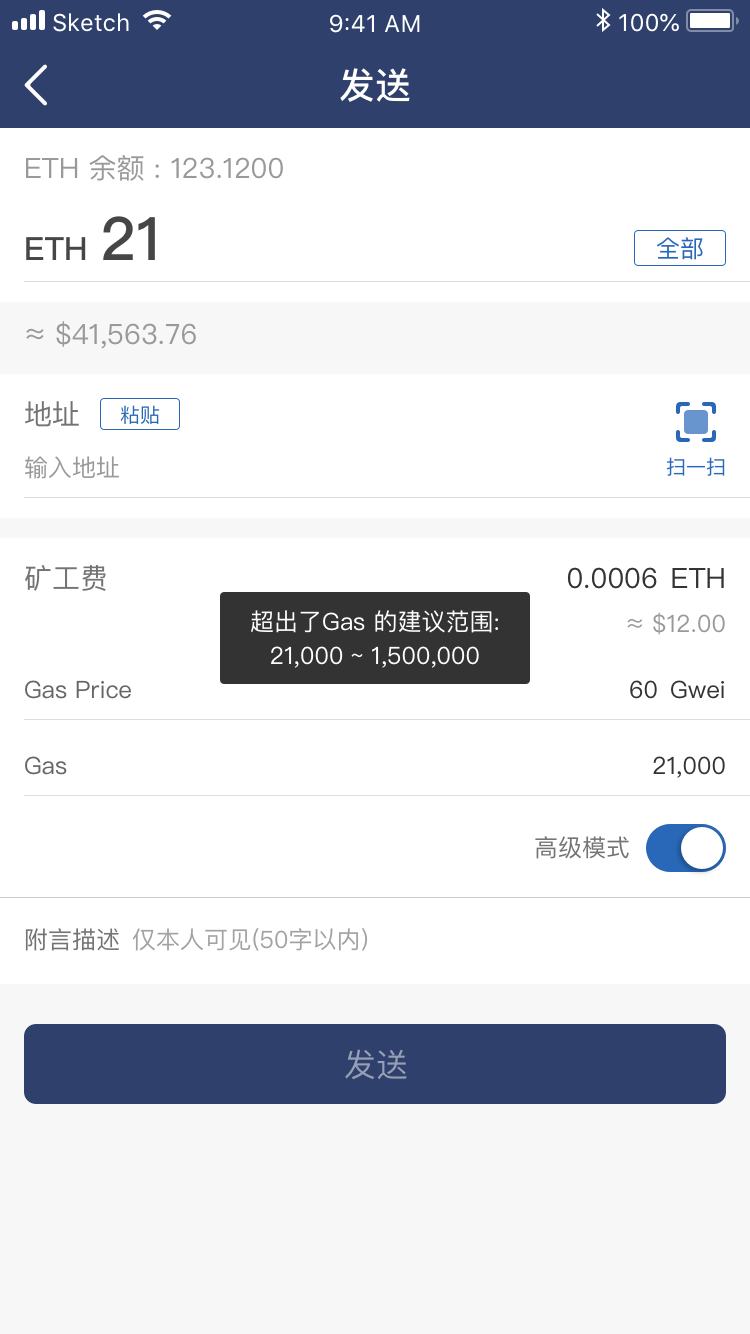 Sketch 9:41 AM 100%
发送
ETH 余额 : 123.1200
ETH 21 全部
≈ $41,563.76
地址 粘贴
输入地址 扫一扫
矿工费 0.0006 ETH
≈ $12.00
超出了Gas 的建议范围:
21,000 ~ 1,500,000
Gas Price 60 Gwei
Gas 21,000
高级模式
附言描述 仅本人可见(50字以内)
发送